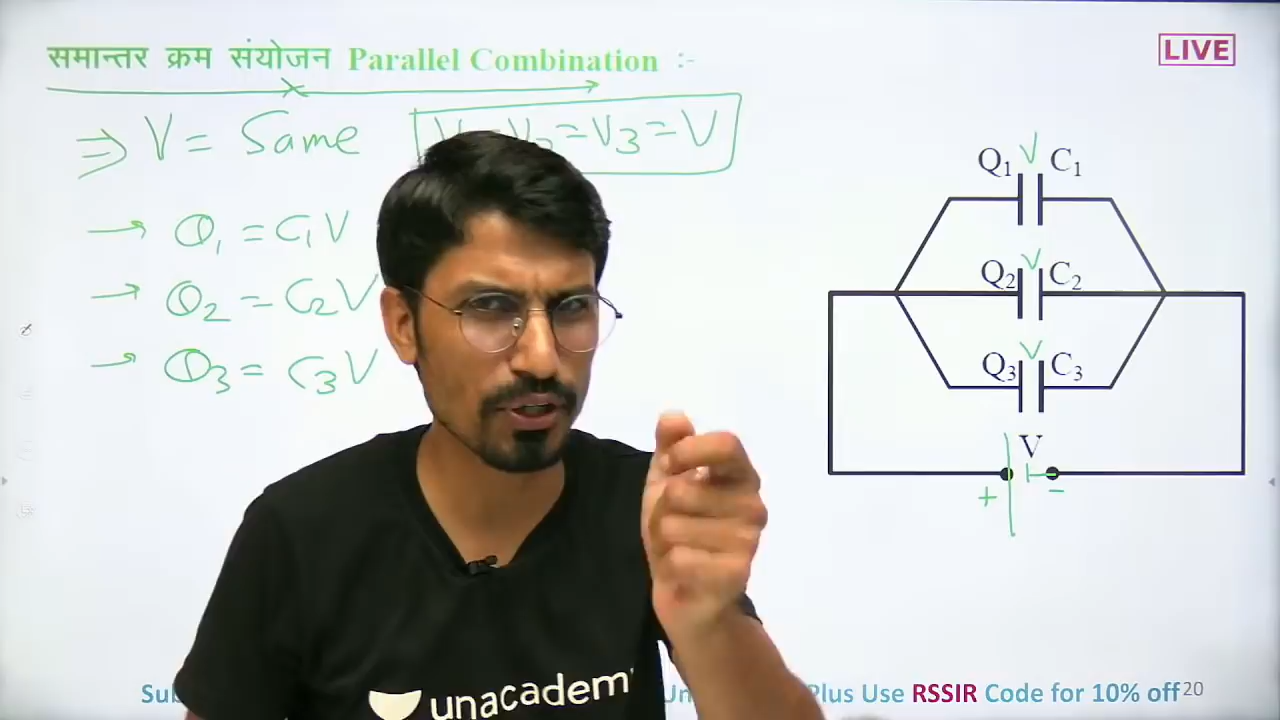 समान्तर क्रम संयोजन Parallel Combination :-
LIVE
⇒ V = Same
= V3 = V
→ Q1 = C1V
→ Q2 = C2V
→ Q3 = C3V
Q1 V C1
Q2 V C2
Q3 V C3
V
+ -
unacadem
Plus Use RSSIR Code for 10% off 20